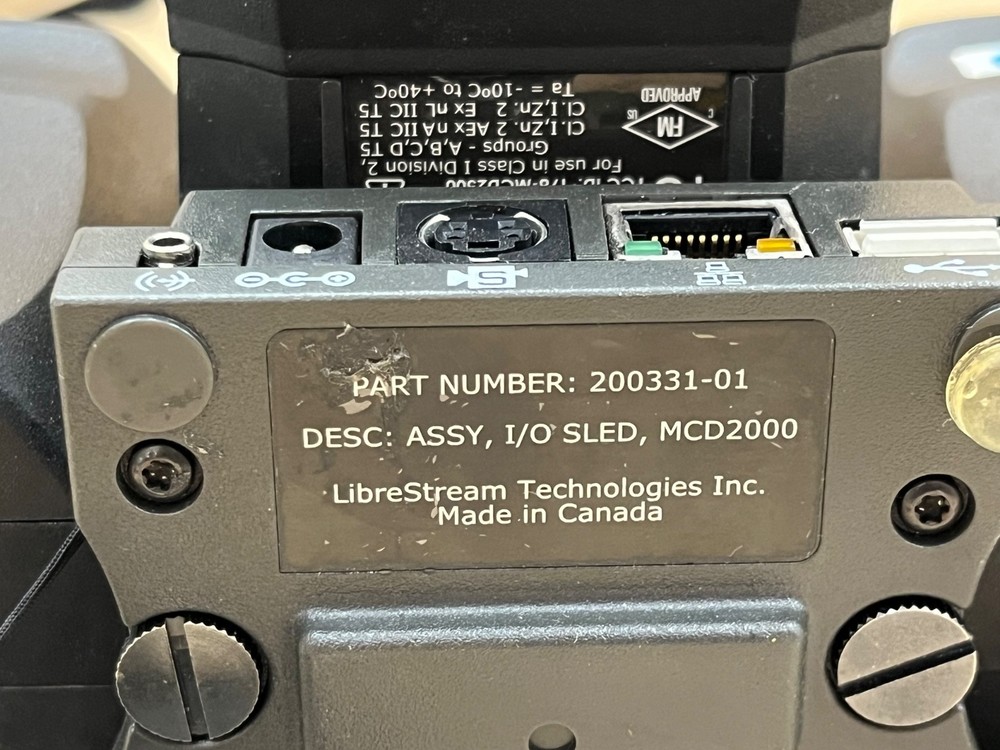 Ta = -10ºC to +40ºC
Cl.I,Zn. 2 Ex nL IIC T5
Cl.I,Zn. 2 AEx nA IIC T5
Groups - A,B,C,D T5
For use in Class I Division 2,
APPROVED
C FM US
S
PART NUMBER: 200331-01
DESC: ASSY, I/O SLED, MCD2000
LibreStream Technologies Inc.
Made in Canada